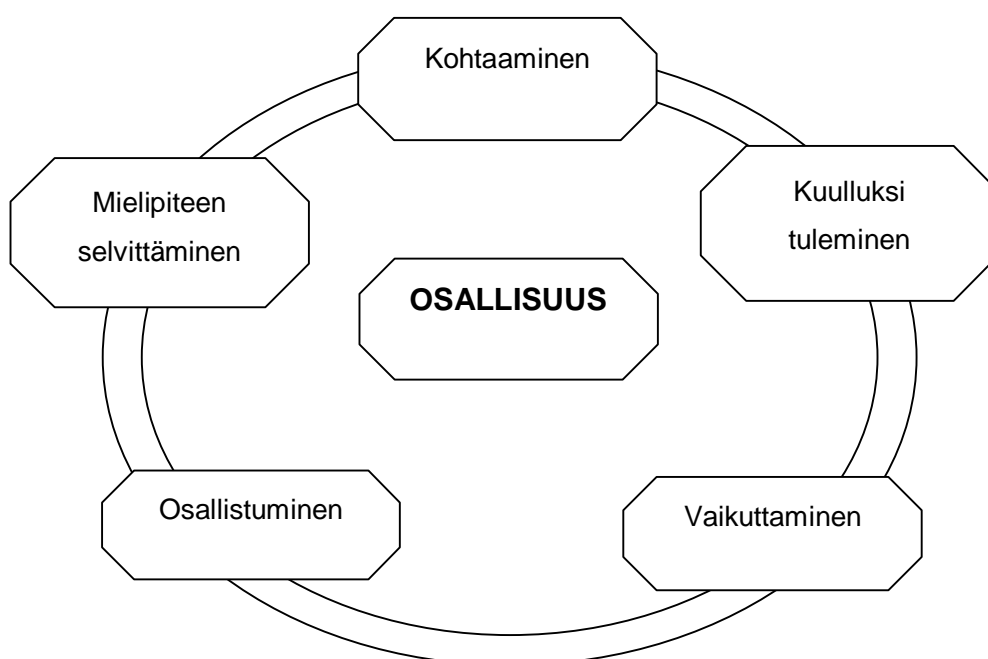 Kohtaaminen
Mielipiteen
selvittäminen
Kuulluksi
tuleminen
OSALLISUUS
Osallistuminen
Vaikuttaminen